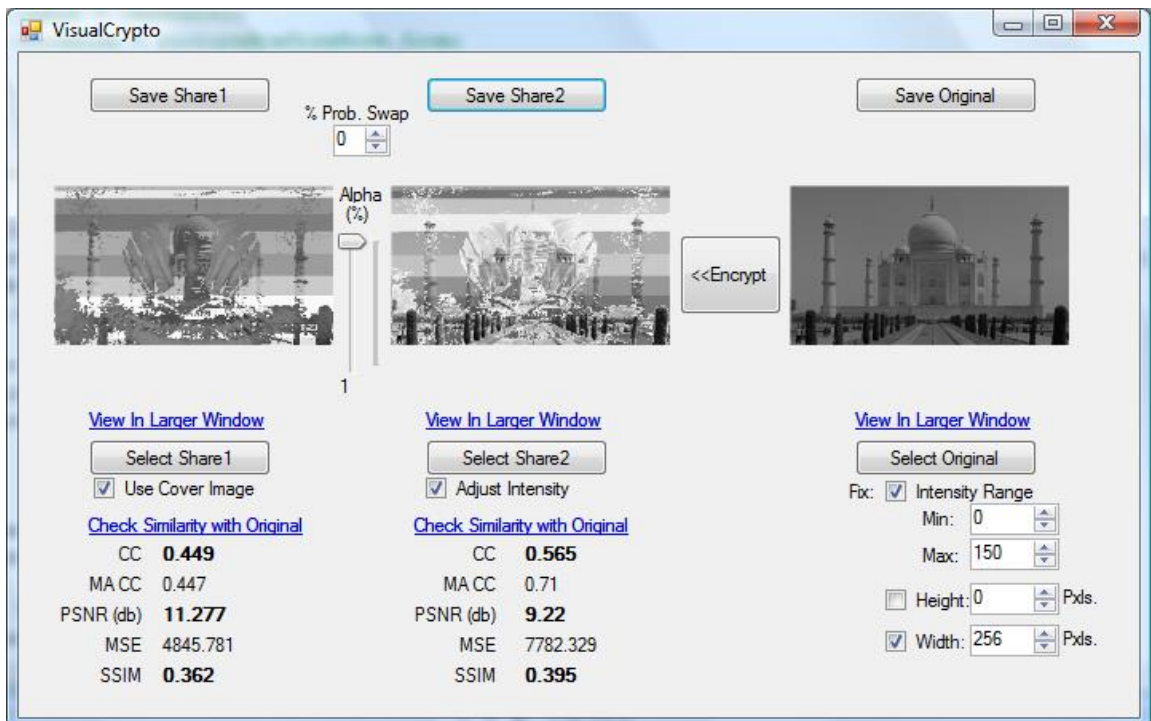 VisualCrypto
Save Share1
Save Share2
Save Original
% Prob. Swap
0
Alpha
(%)
<<Encrypt
1
View In Larger Window
View In Larger Window
View In Larger Window
Select Share1
Select Share2
Select Original
Use Cover Image
Adjust Intensity
Fix: Intensity Range
Min: 0
Max: 150
Height: 0 Pxls.
Width: 256 Pxls.
Check Similarity with Original
CC 0.449
MA CC 0.447
PSNR (db) 11.277
MSE 4845.781
SSIM 0.362
Check Similarity with Original
CC 0.565
MA CC 0.71
PSNR (db) 9.22
MSE 7782.329
SSIM 0.395